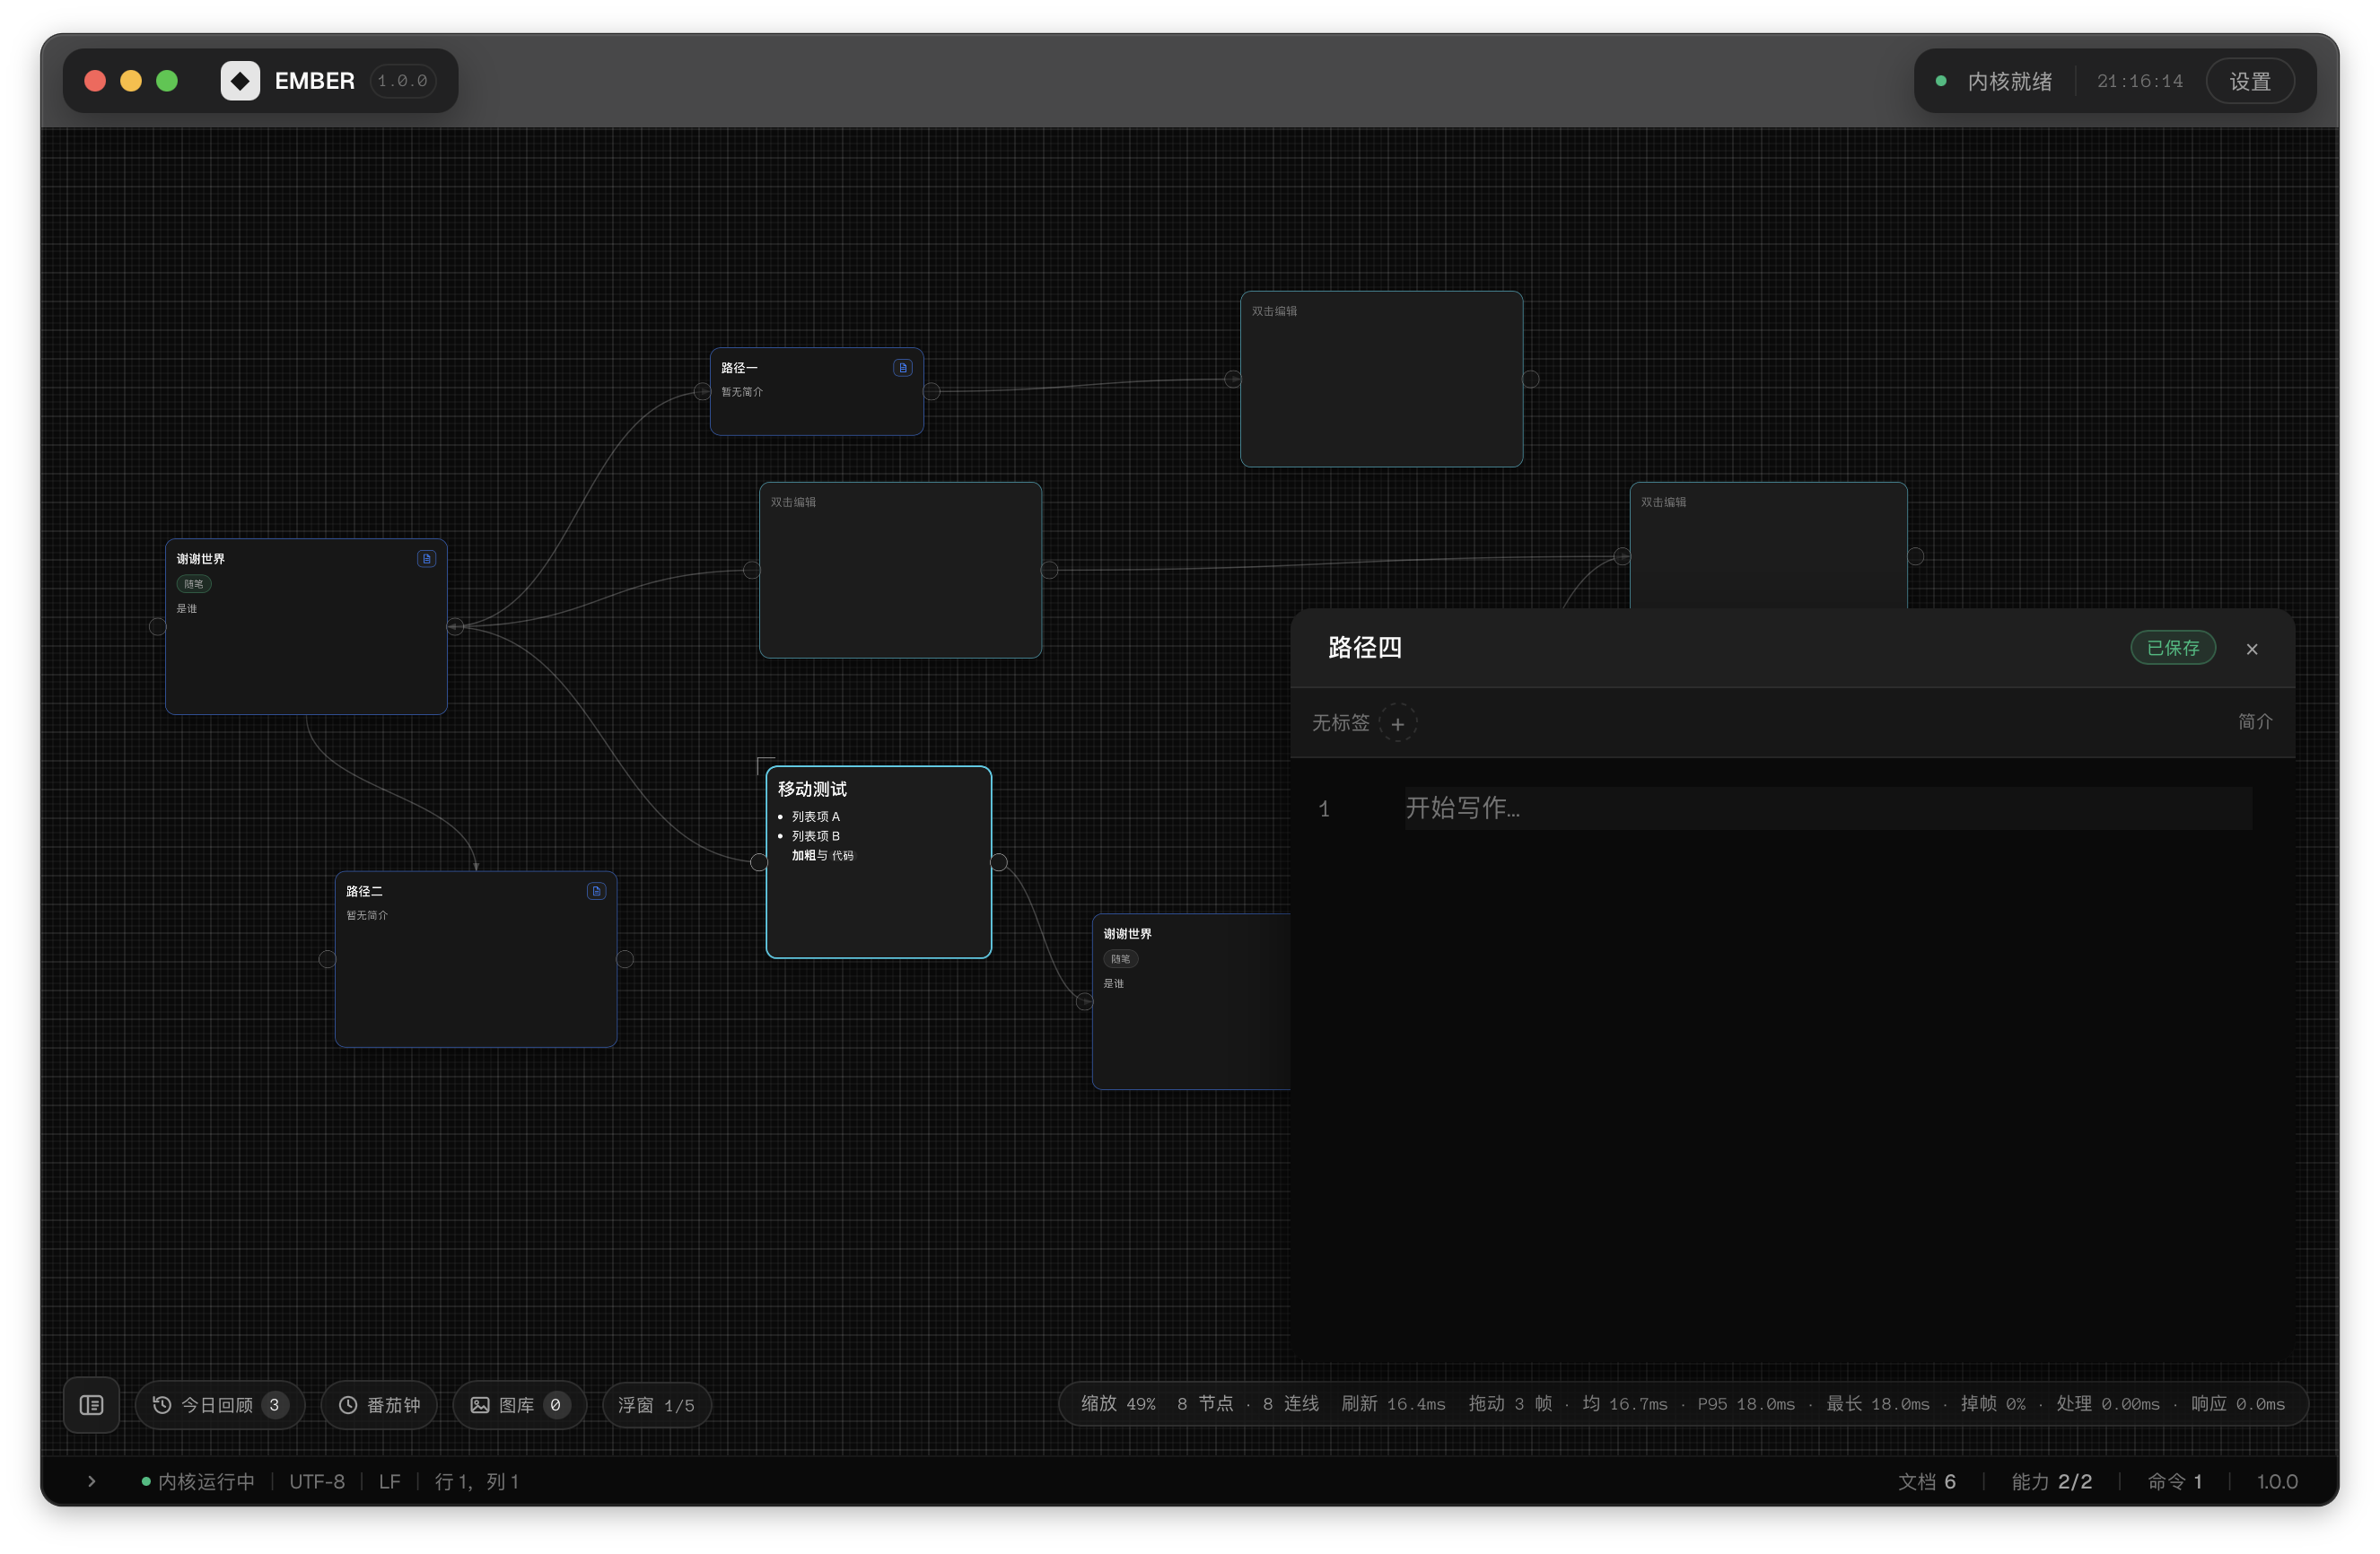 EMBER 1.0.0
内核就绪 21:16:14 设置
双击编辑
路径一
暂无简介
双击编辑
双击编辑
谢谢世界
随笔
是谁
路径四 已保存 ×
无标签 + 简介
1 开始写作...
移动测试
• 列表项 A
• 列表项 B
加粗与 代码
路径二
暂无简介
谢谢世界
随笔
是谁
今日回顾 3 番茄钟 图库 0 浮窗 1/5
缩放 49% 8 节点 · 8 连线 刷新 16.4ms 拖动 3 帧 · 均 16.7ms · P95 18.0ms · 最长 18.0ms · 掉帧 0% · 处理 0.00ms · 响应 0.0ms
内核运行中 UTF-8 LF 行 1, 列 1
文档 6 能力 2/2 命令 1 1.0.0